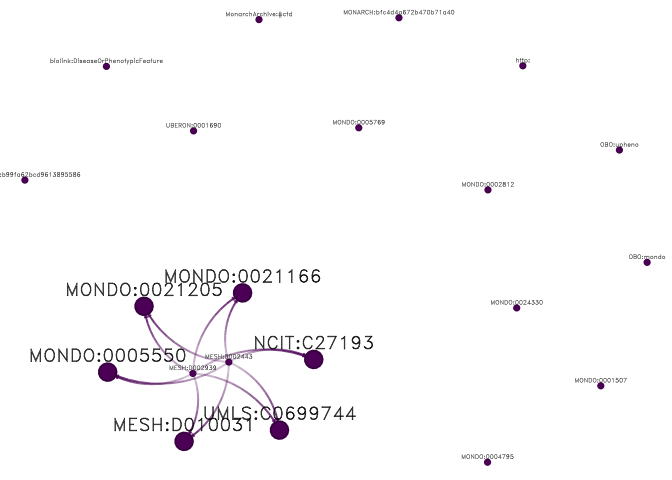 MonarchArchive:#ctd
MONARCH:bfc4d4a672b470b71a40
biolink:DiseaseOrPhenotypicFeature
http:
UBERON:0001690
MONDO:0005769
OBO:upheno
:b99fa62bcd9613895586
MONDO:0002812
OBO:mondo
MONDO:0021166
MONDO:0021205
MONDO:0024330
NCIT:C27193
MONDO:0005550
MESH:D002443
MESH:D002939
MONDO:0001507
UMLS:C0699744
MESH:D010031
MONDO:0004795